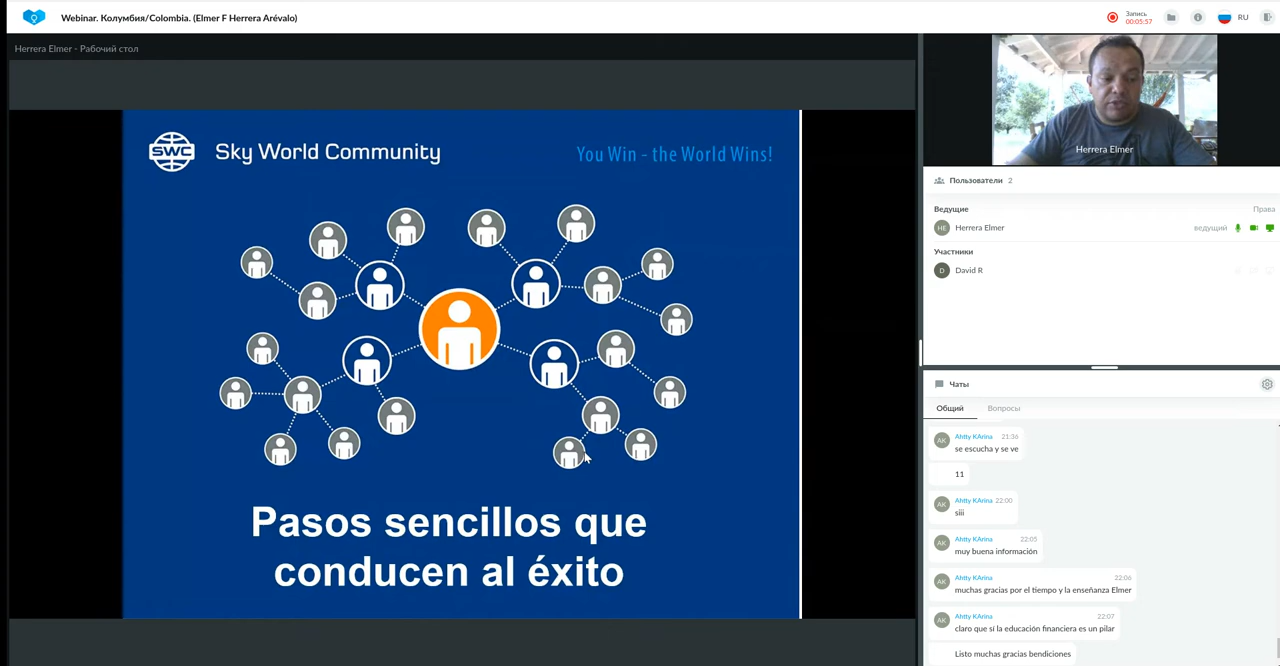 Webinar. Колумбия/Colombia. (Elmer F Herrera Arévalo)
Запись
00:05:57
RU
Herrera Elmer - Рабочий стол
SWC
Sky World Community
You Win - the World Wins!
Pasos sencillos que
conducen al éxito
Herrera Elmer
Пользователи 2
Ведущие Права
HE Herrera Elmer ведущий
Участники
D David R
Чаты
Общий Вопросы
AK Ahtty KArina 21:36
se escucha y se ve
11
AK Ahtty KArina 22:00
siii
AK Ahtty KArina 22:05
muy buena información
AK Ahtty KArina 22:06
muchas gracias por el tiempo y la enseñanza Elmer
AK Ahtty KArina 22:07
claro que sí la educación financiera es un pilar
Listo muchas gracias bendiciones